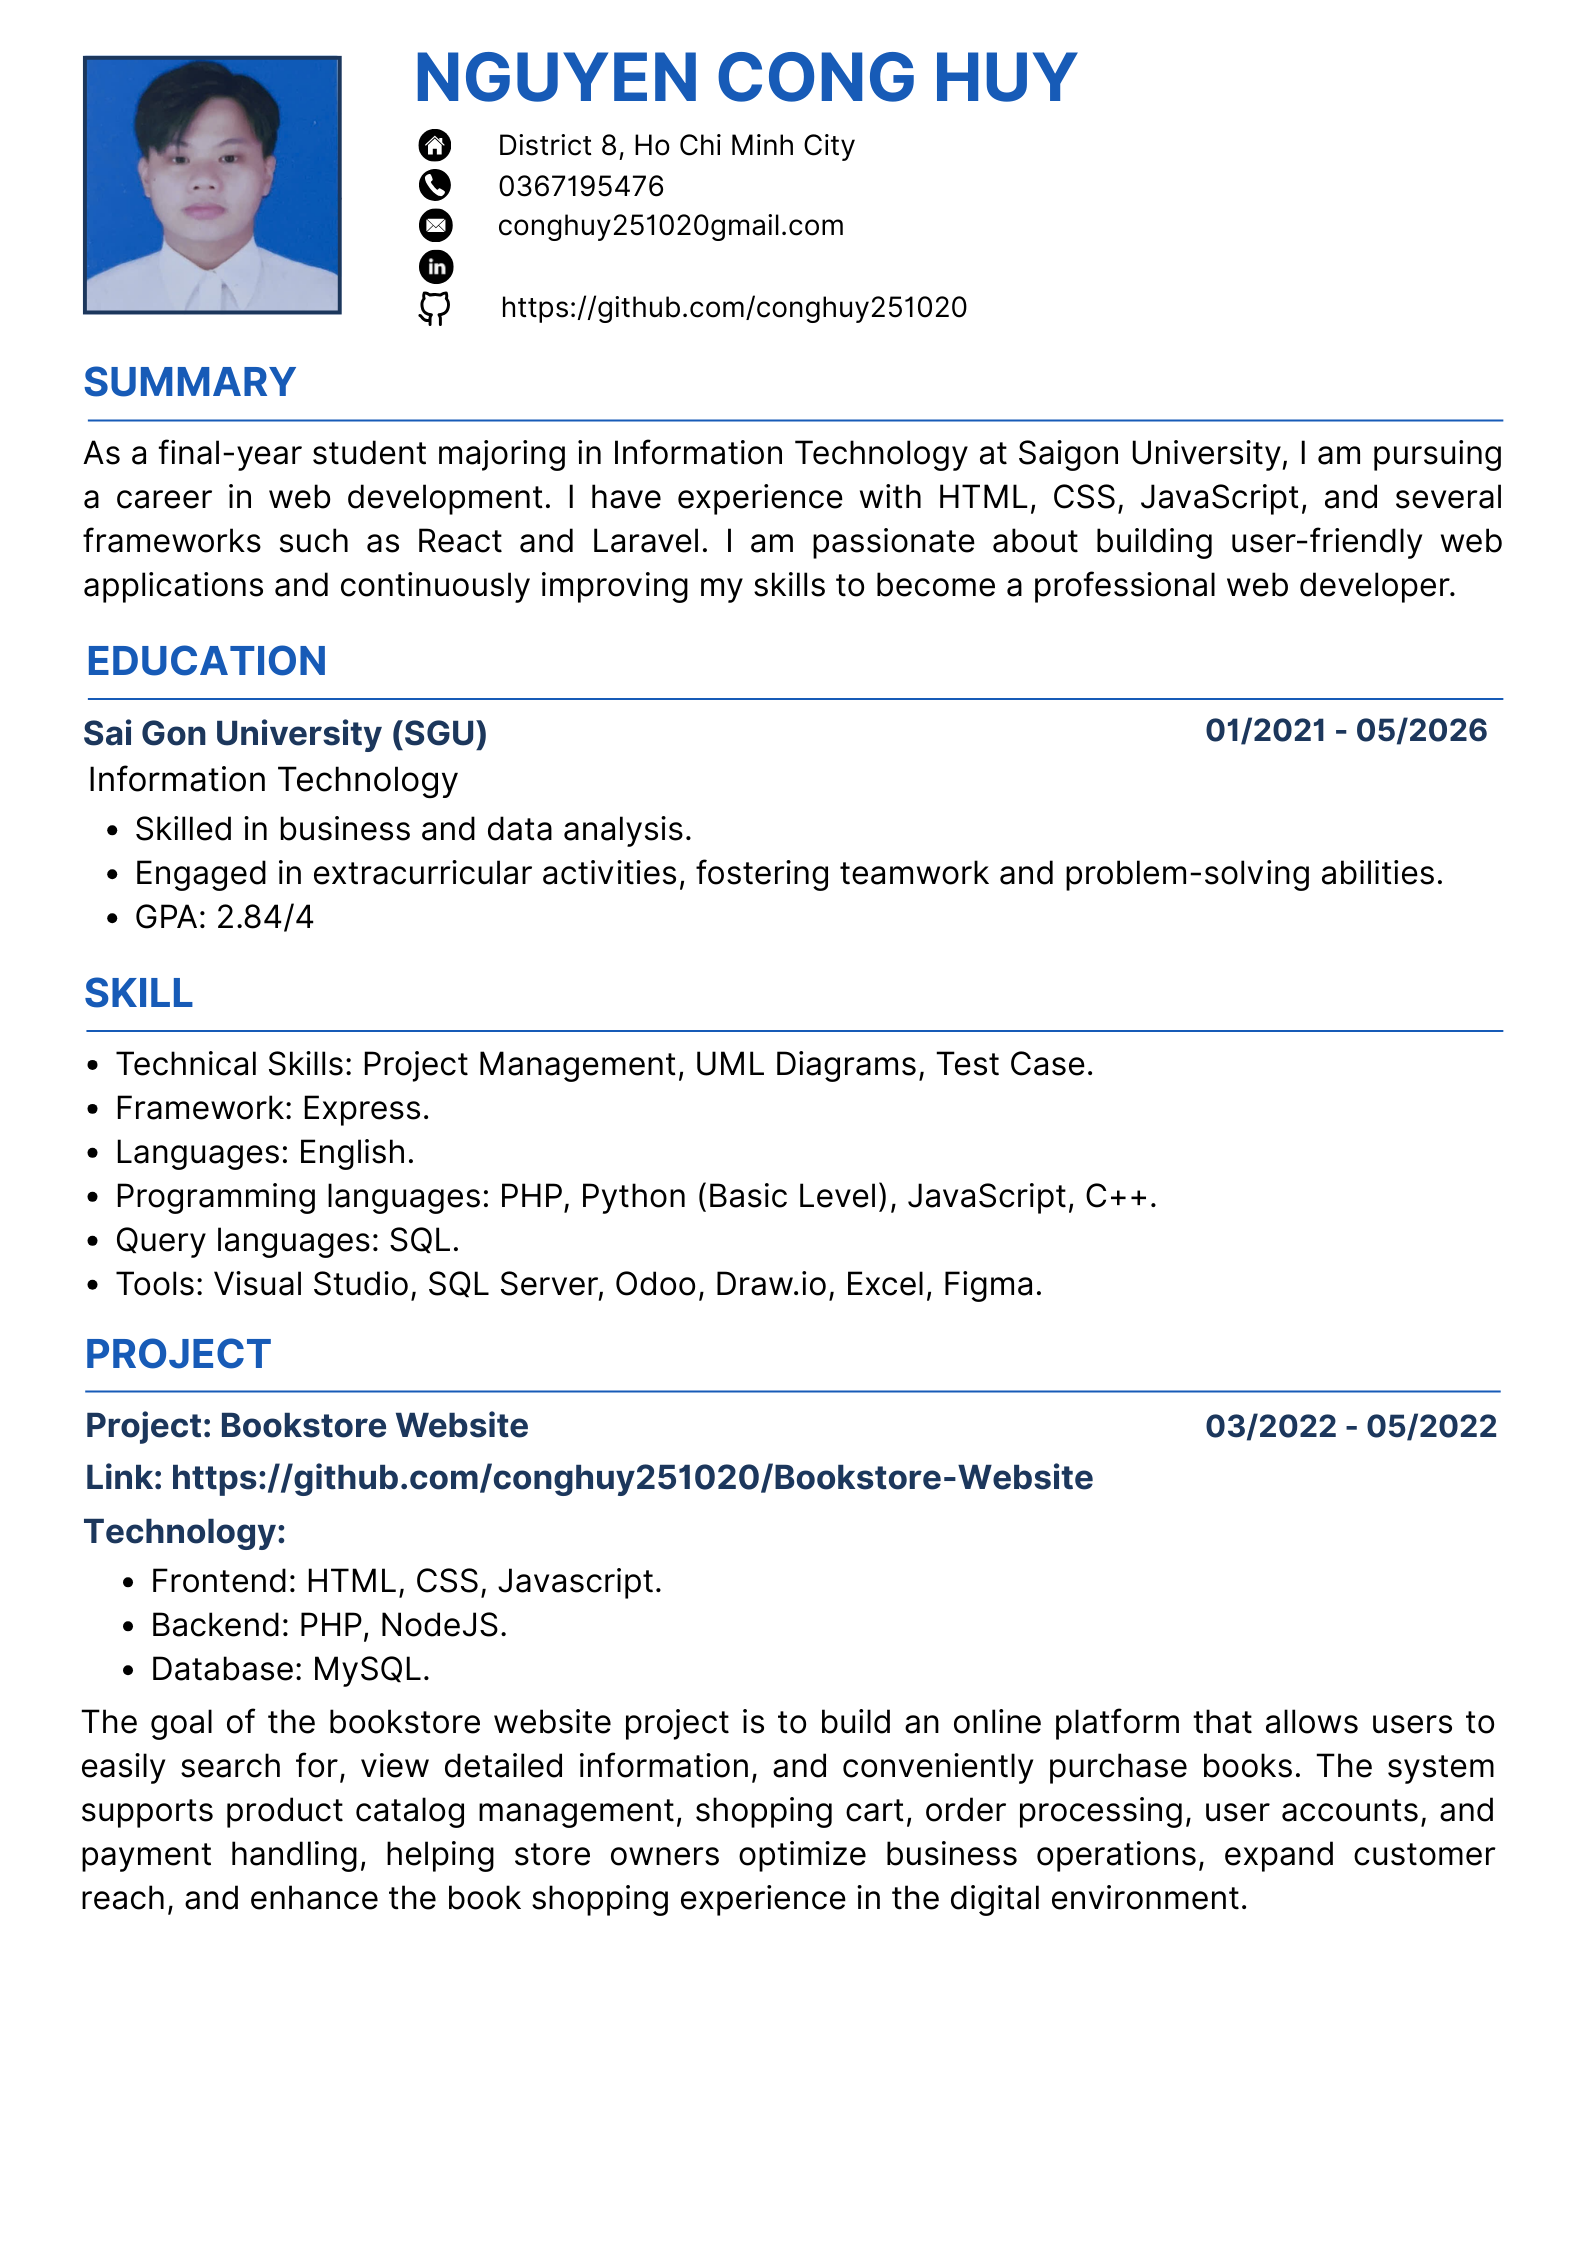 NGUYEN CONG HUY
District 8, Ho Chi Minh City
0367195476
conghuy251020gmail.com
in
https://github.com/conghuy251020
SUMMARY
As a final-year student majoring in Information Technology at Saigon University, I am pursuing
a career in web development. I have experience with HTML, CSS, JavaScript, and several
frameworks such as React and Laravel. I am passionate about building user-friendly web
applications and continuously improving my skills to become a professional web developer.
EDUCATION
Sai Gon University (SGU) 01/2021 - 05/2026
Information Technology
• Skilled in business and data analysis.
• Engaged in extracurricular activities, fostering teamwork and problem-solving abilities.
• GPA: 2.84/4
SKILL
• Technical Skills: Project Management, UML Diagrams, Test Case.
• Framework: Express.
• Languages: English.
• Programming languages: PHP, Python (Basic Level), JavaScript, C++.
• Query languages: SQL.
• Tools: Visual Studio, SQL Server, Odoo, Draw.io, Excel, Figma.
PROJECT
Project: Bookstore Website 03/2022 - 05/2022
Link: https://github.com/conghuy251020/Bookstore-Website
Technology:
• Frontend: HTML, CSS, Javascript.
• Backend: PHP, NodeJS.
• Database: MySQL.
The goal of the bookstore website project is to build an online platform that allows users to
easily search for, view detailed information, and conveniently purchase books. The system
supports product catalog management, shopping cart, order processing, user accounts, and
payment handling, helping store owners optimize business operations, expand customer
reach, and enhance the book shopping experience in the digital environment.